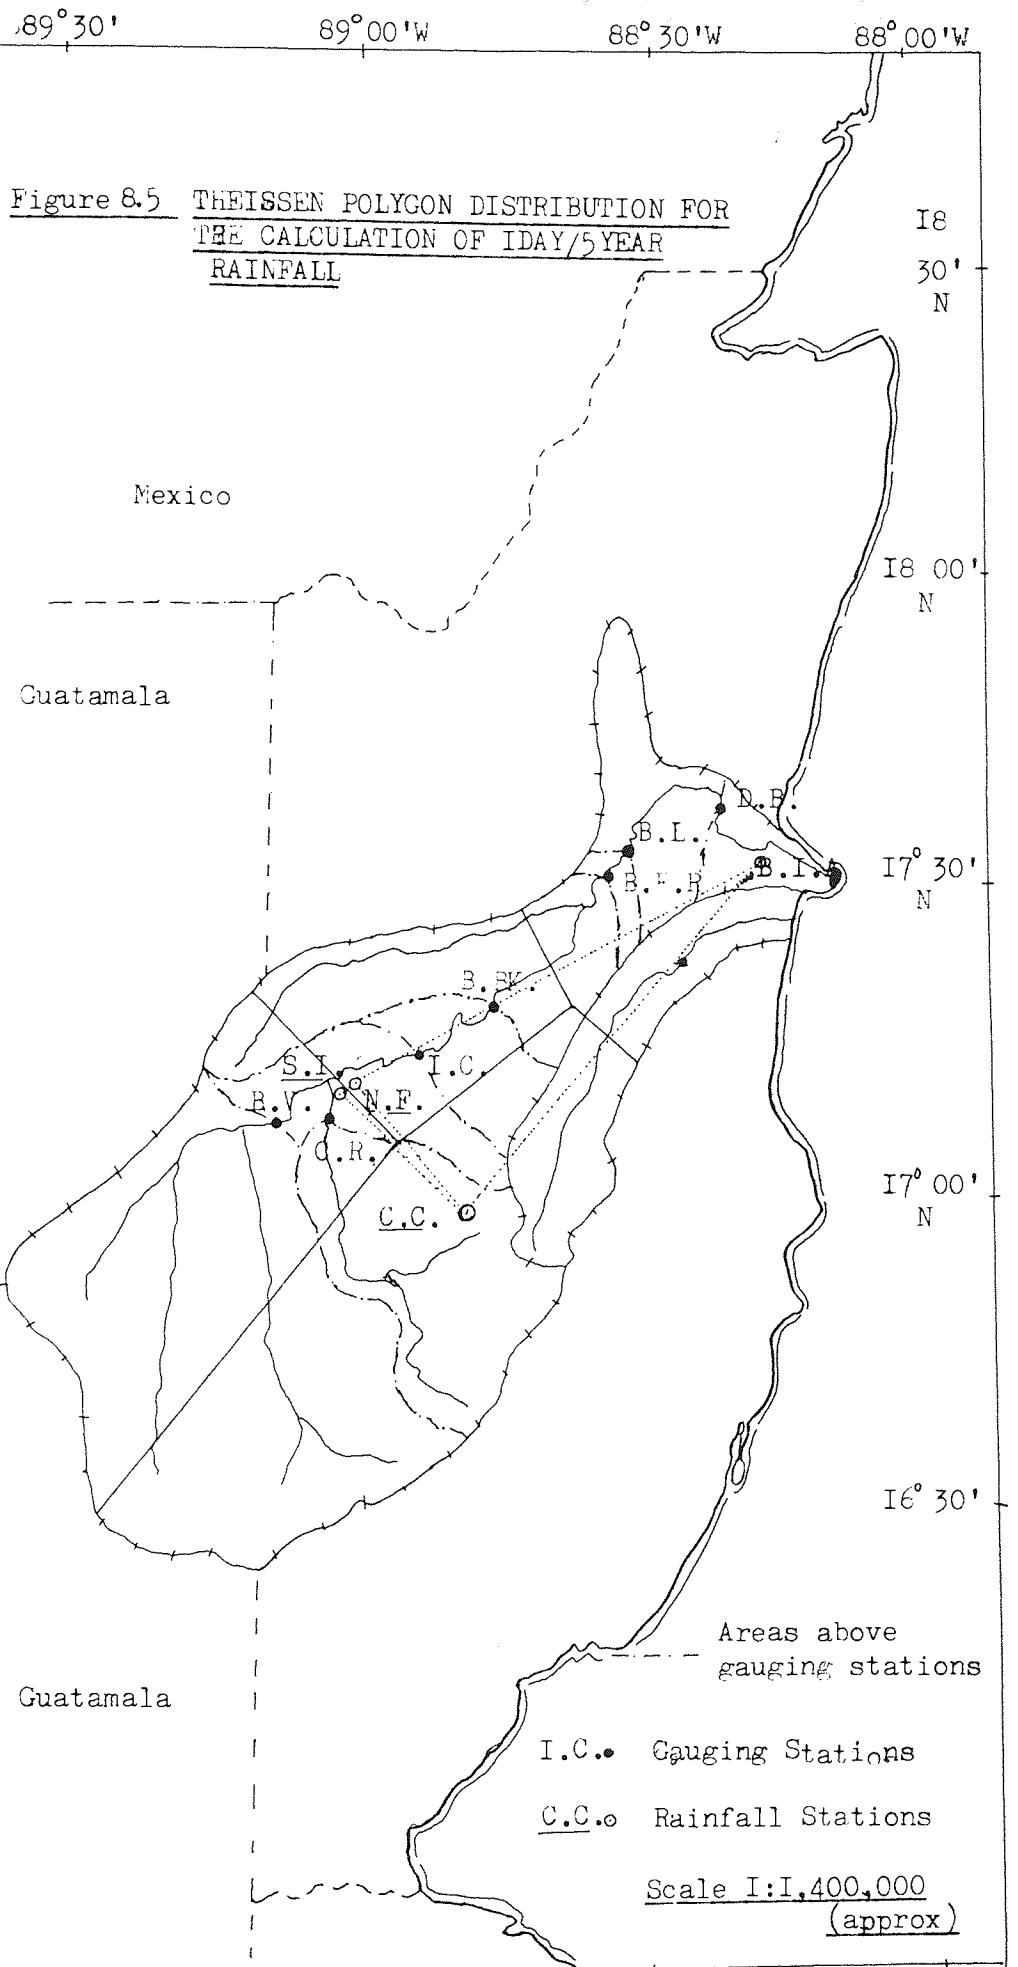 89°30'
89°00'W
88°30'W
88°00'W
Figure 8.5 THEISSEN POLYGON DISTRIBUTION FOR
THE CALCULATION OF IDAY/5YEAR
RAINFALL
I8
30'
N
Mexico
I8 00'
N
Guatamala
D.B.
B.L.
B.I.A
I7° 30'
N
B.BK.
S.I.
I.C.
B.V.
N.F.
C.R.
C.C.
I7° 00'
N
I6° 30'
Areas above
gauging stations
Guatamala
I.C. Gauging Stations
C.C. Rainfall Stations
Scale I:I,400,000
(approx)